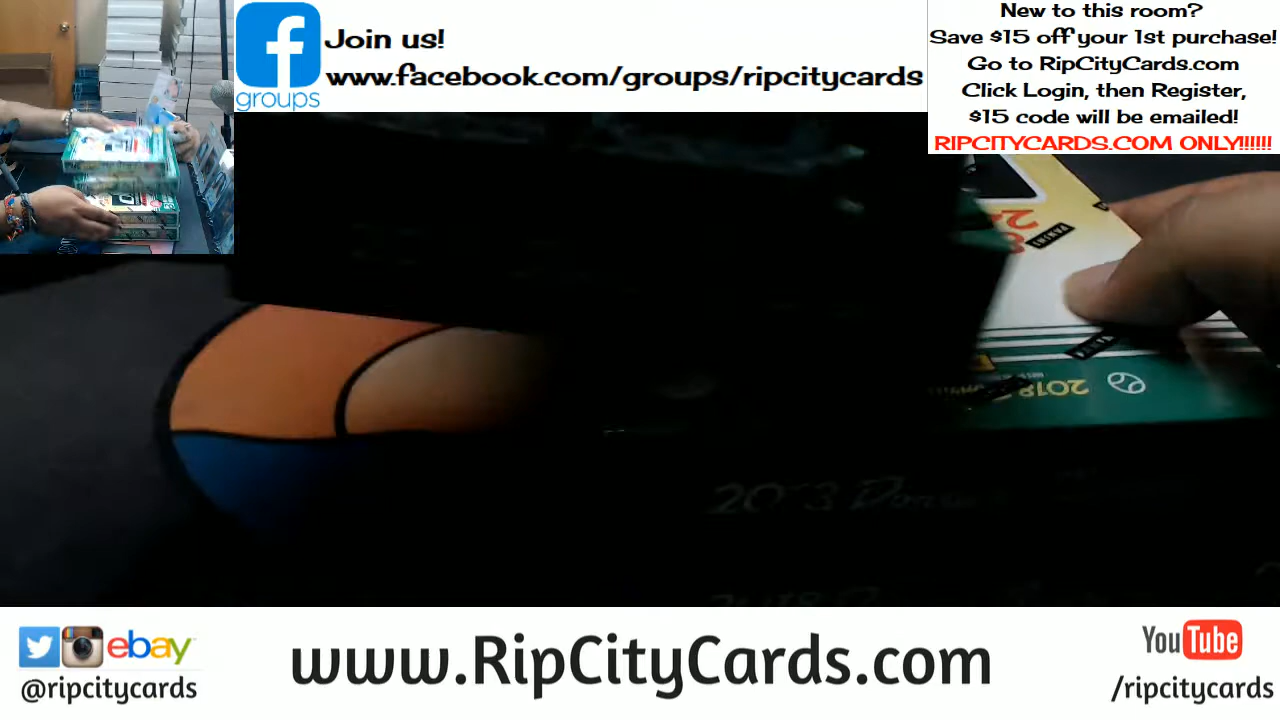 Join us!
www.facebook.com/groups/ripcitycards
groups
New to this room?
Save $15 off your 1st purchase!
Go to RipCityCards.com
Click Login, then Register,
$15 code will be emailed!
RIPCITYCARDS.COM ONLY!!!!!!
PANINI
2018
ebay
@ripcitycards
www.RipCityCards.com
YouTube
/ripcitycards